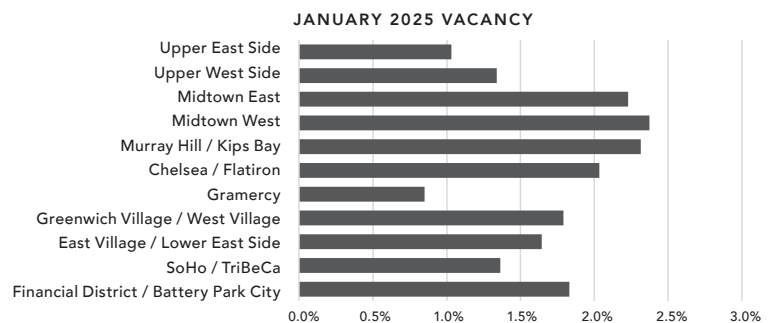 JANUARY 2025 VACANCY
Upper East Side
Upper West Side
Midtown East
Midtown West
Murray Hill / Kips Bay
Chelsea / Flatiron
Gramercy
Greenwich Village / West Village
East Village / Lower East Side
SoHo / TriBeCa
Financial District / Battery Park City
0.0% 0.5% 1.0% 1.5% 2.0% 2.5% 3.0%